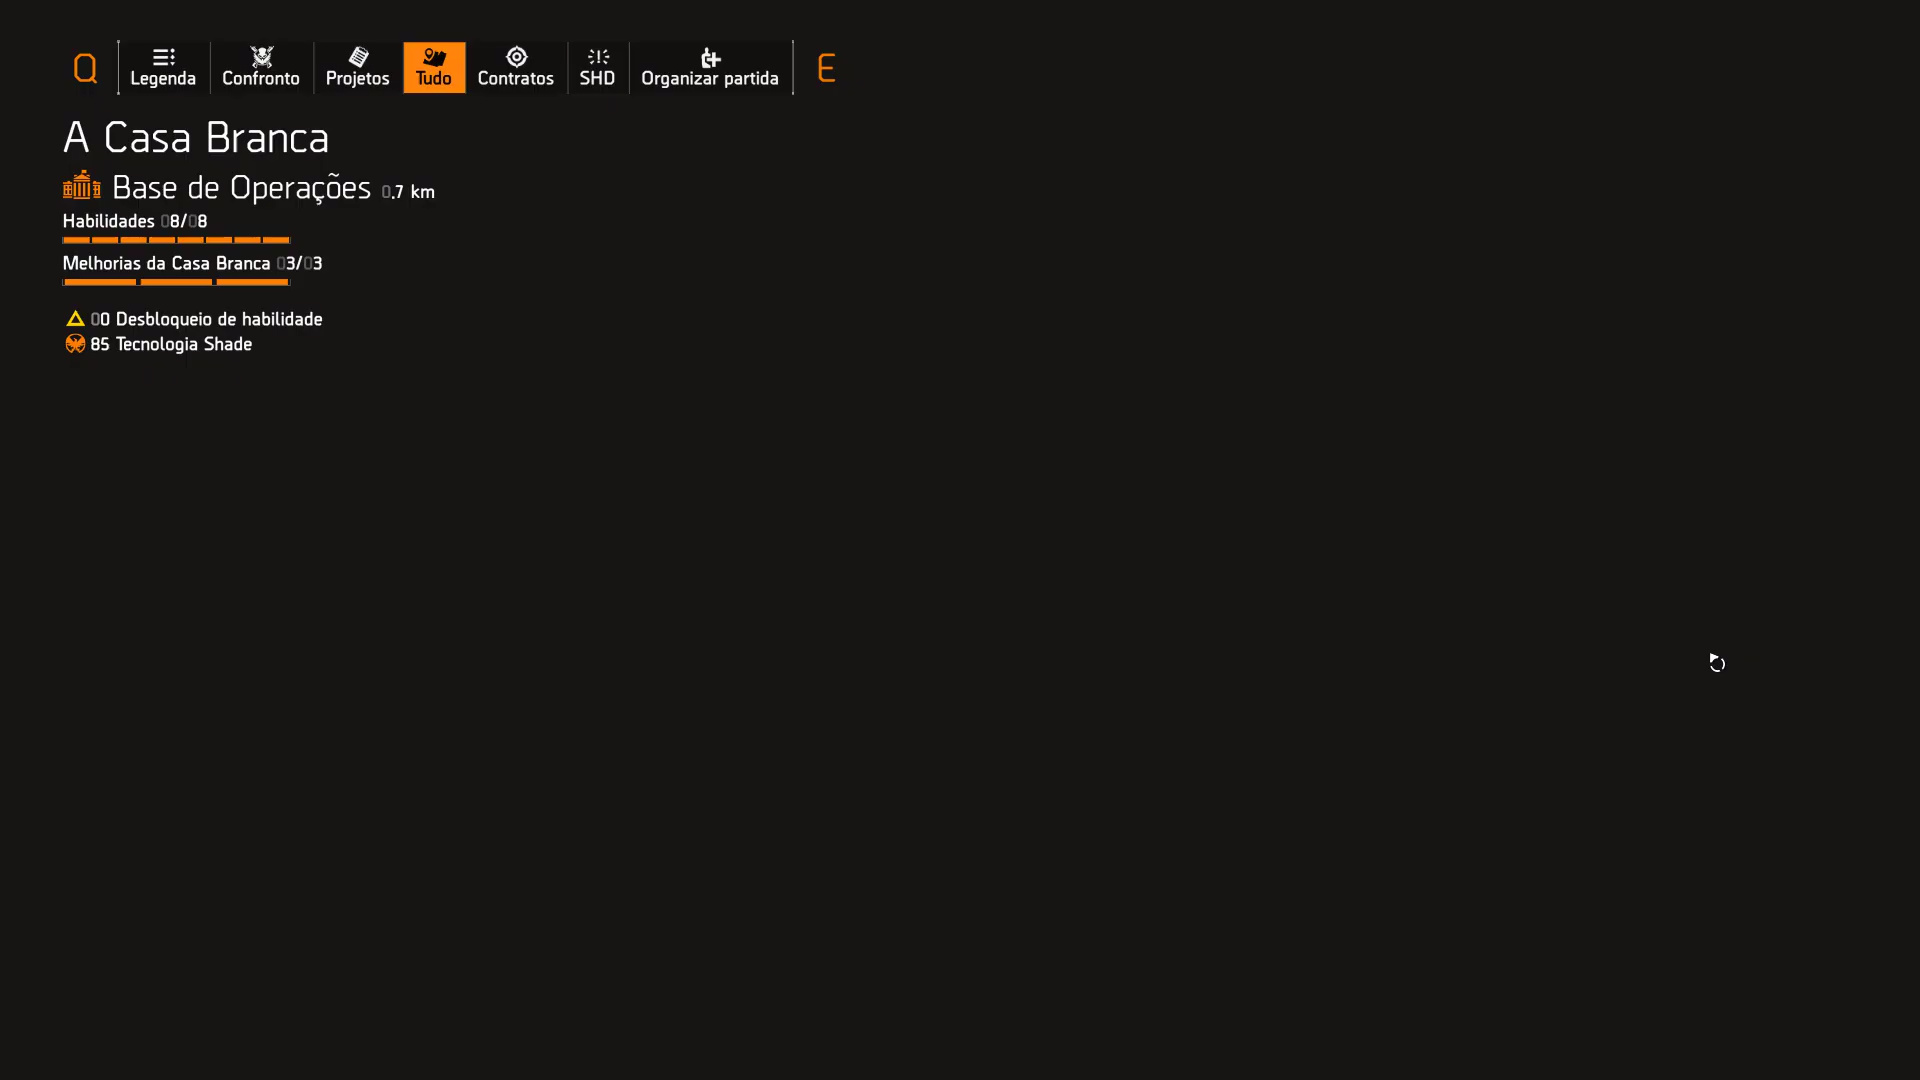 Q Legenda Confronto Projetos Tudo Contratos SHD Organizar partida E
A Casa Branca
Base de Operações 0.7 km
Habilidades 08/08
Melhorias da Casa Branca 03/03
00 Desbloqueio de habilidade
85 Tecnologia Shade